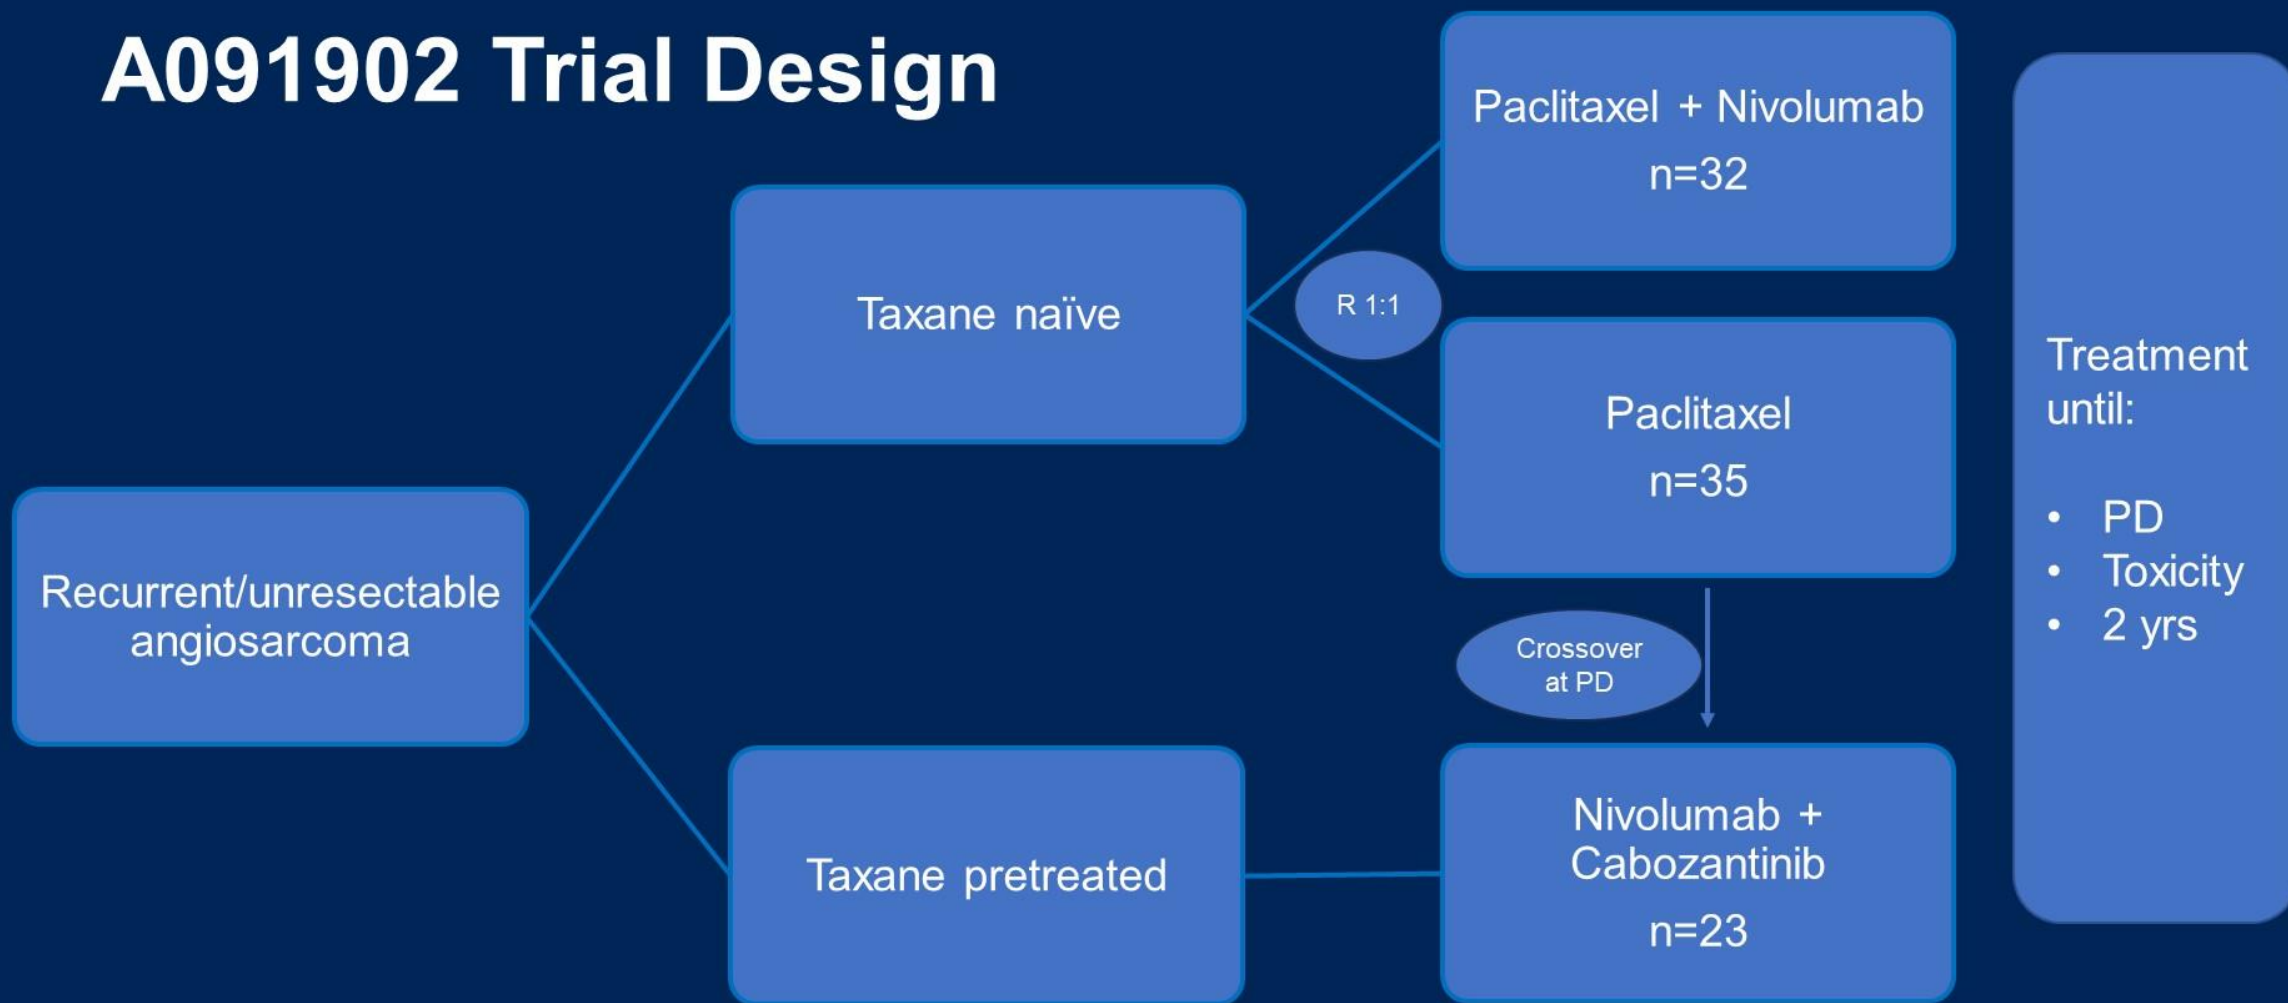 A091902 Trial Design
Recurrent/unresectable
angiosarcoma
Taxane naïve
Taxane pretreated
R 1:1
Paclitaxel + Nivolumab
n=32
Paclitaxel
n=35
Crossover
at PD
Nivolumab +
Cabozantinib
n=23
Treatment
until:
• PD
• Toxicity
• 2 yrs